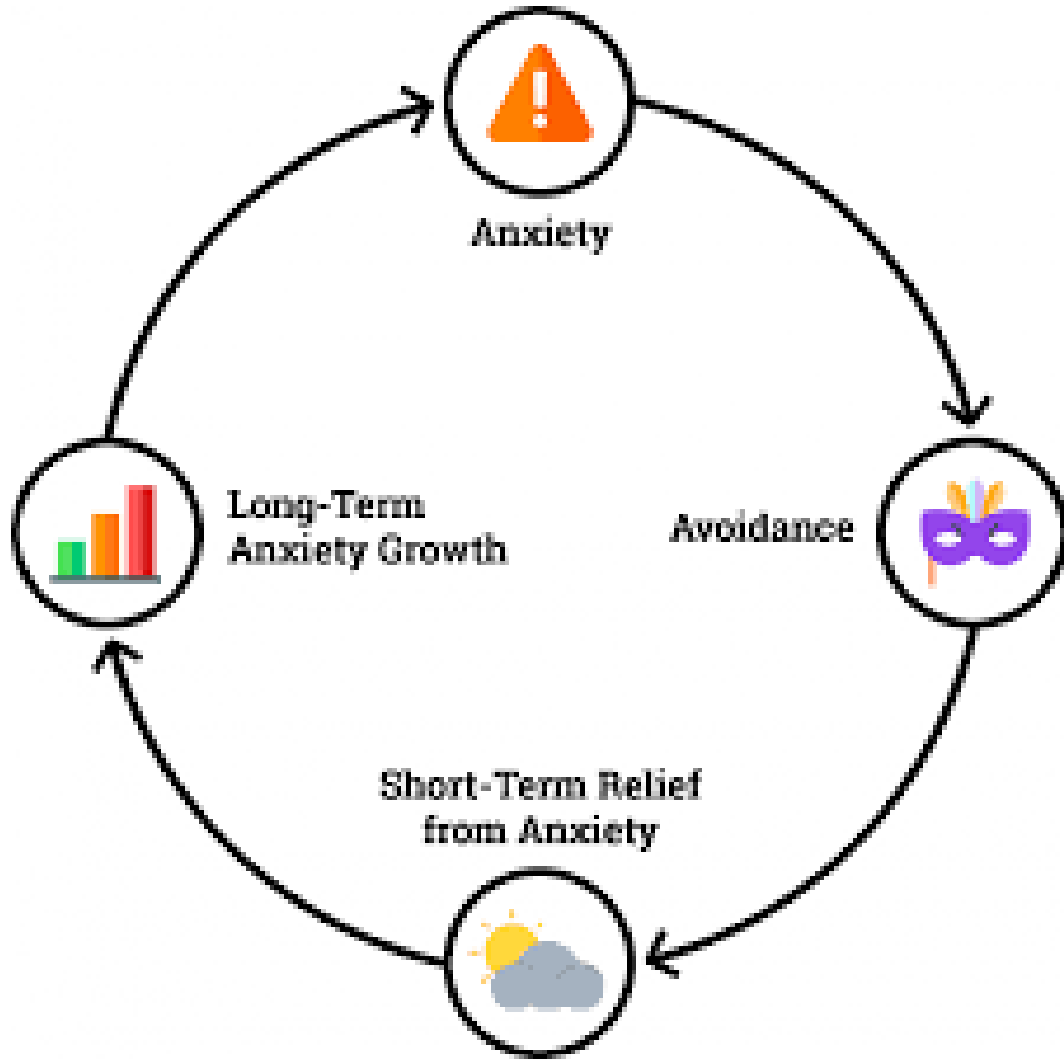 Anxiety
Avoidance
Short-Term Relief
from Anxiety
Long-Term
Anxiety Growth